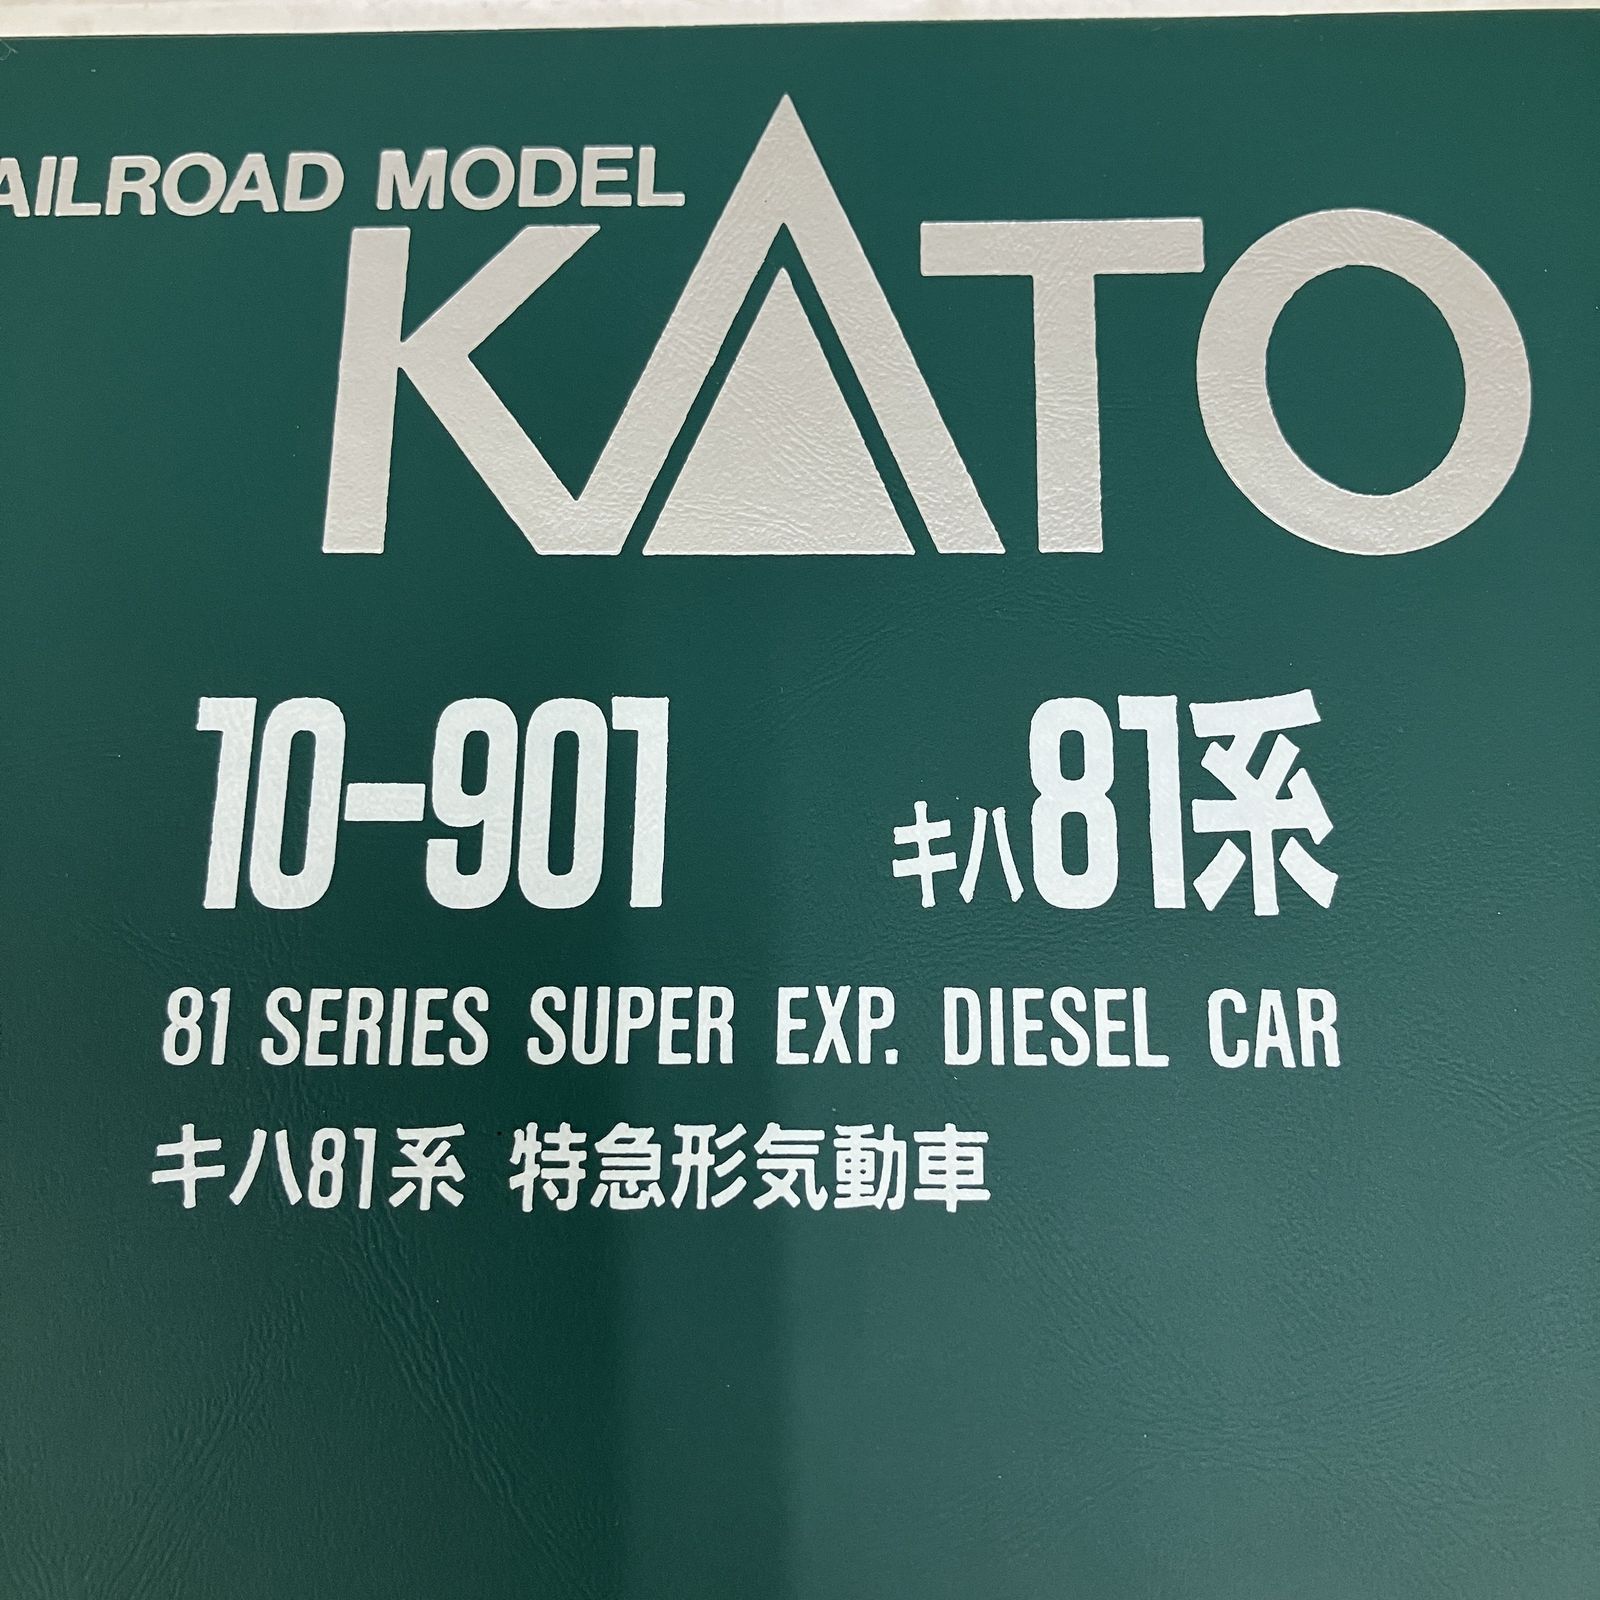 AILROAD MODEL
KATO
10-901 キハ81系
81 SERIES SUPER EXP. DIESEL CAR
キハ81系 特急形気動車